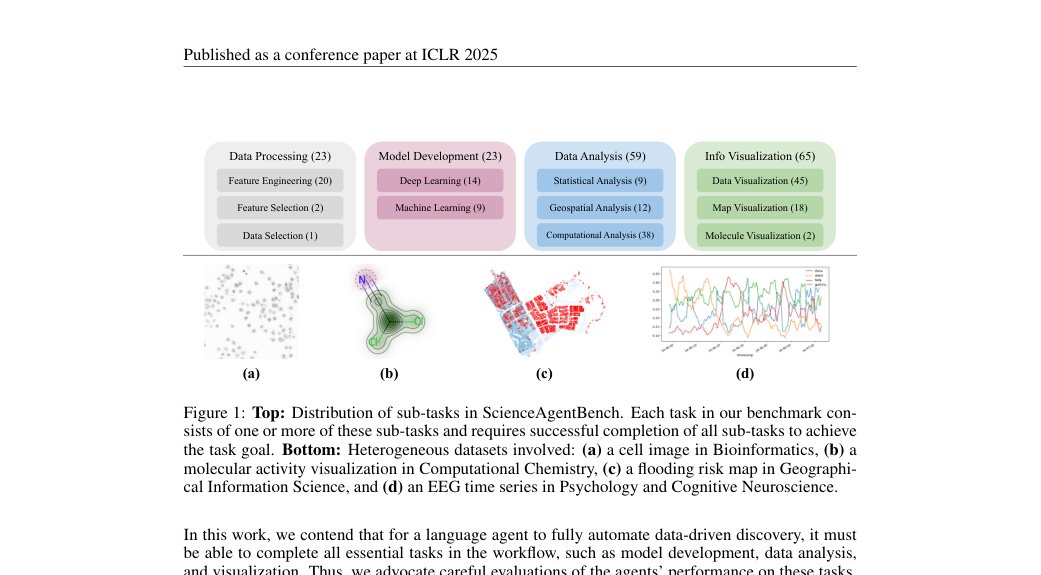 Published as a conference paper at ICLR 2025
Data Processing (23)
Feature Engineering (20)
Feature Selection (2)
Data Selection (1)
Model Development (23)
Deep Learning (14)
Machine Learning (9)
Data Analysis (59)
Statistical Analysis (9)
Geospatial Analysis (12)
Computational Analysis (38)
Info Visualization (65)
Data Visualization (45)
Map Visualization (18)
Molecule Visualization (2)
N
Cl
(a)
(b)
(c)
(d)
Figure 1: Top: Distribution of sub-tasks in ScienceAgentBench. Each task in our benchmark con-
sists of one or more of these sub-tasks and requires successful completion of all sub-tasks to achieve
the task goal. Bottom: Heterogeneous datasets involved: (a) a cell image in Bioinformatics, (b) a
molecular activity visualization in Computational Chemistry, (c) a flooding risk map in Geographi-
cal Information Science, and (d) an EEG time series in Psychology and Cognitive Neuroscience.
In this work, we contend that for a language agent to fully automate data-driven discovery, it must
be able to complete all essential tasks in the workflow, such as model development, data analysis,
and visualization. Thus, we advocate careful evaluations of the agents' performance on these tasks,